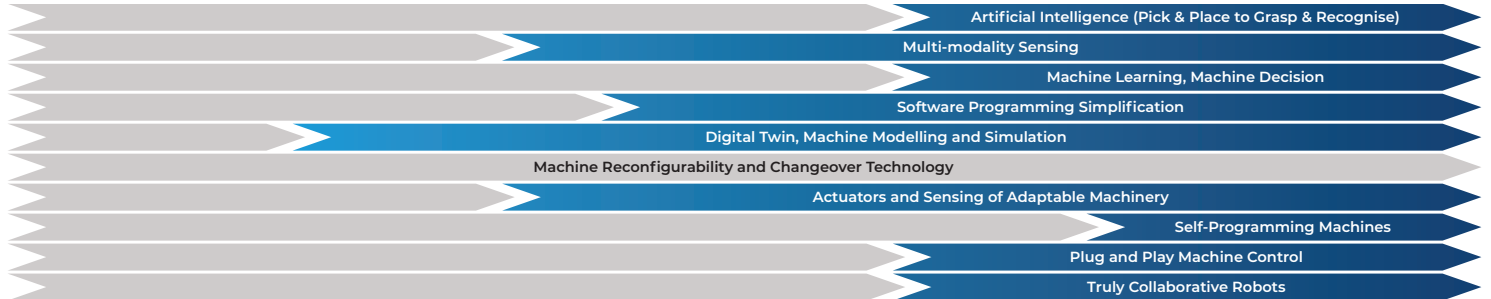 Artificial Intelligence (Pick & Place to Grasp & Recognise)
Multi-modality Sensing
Machine Learning, Machine Decision
Software Programming Simplification
Digital Twin, Machine Modelling and Simulation
Machine Reconfigurability and Changeover Technology
Actuators and Sensing of Adaptable Machinery
Self-Programming Machines
Plug and Play Machine Control
Truly Collaborative Robots